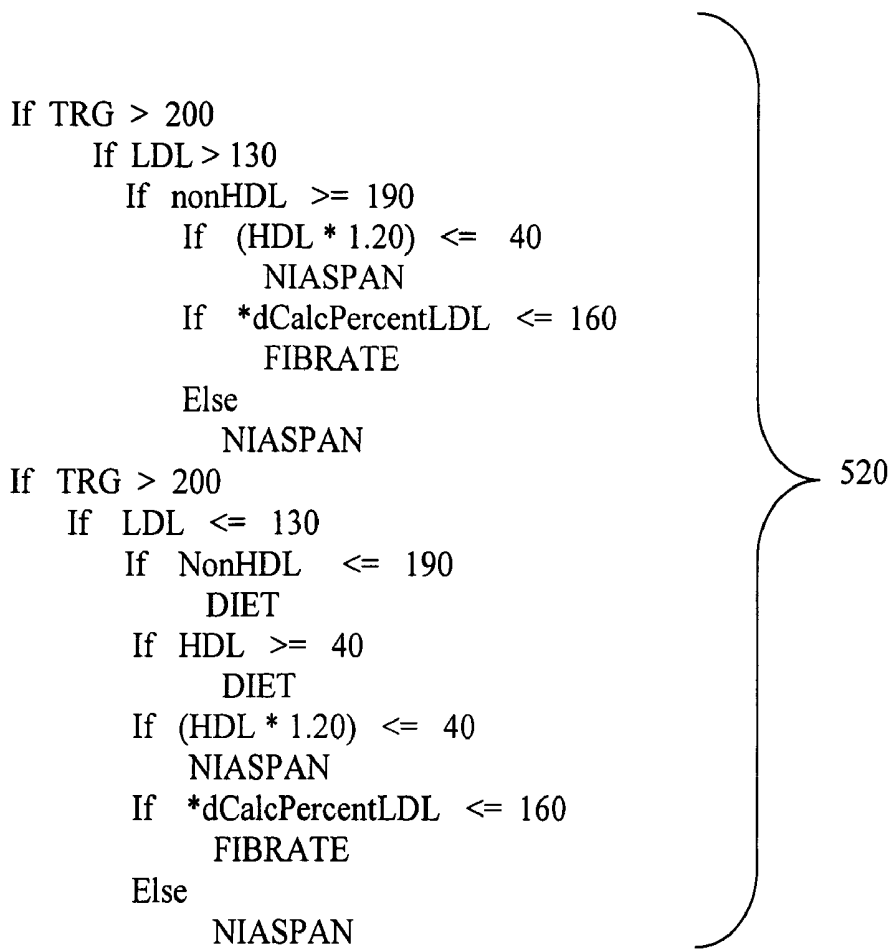 If TRG > 200
If LDL > 130
If nonHDL >= 190
If (HDL * 1.20) <= 40
NIASPAN
If *dCalcPercentLDL <= 160
FIBRATE
Else
NIASPAN
If TRG > 200
If LDL <= 130
If NonHDL <= 190
DIET
If HDL >= 40
DIET
If (HDL * 1.20) <= 40
NIASPAN
If *dCalcPercentLDL <= 160
FIBRATE
Else
NIASPAN
520